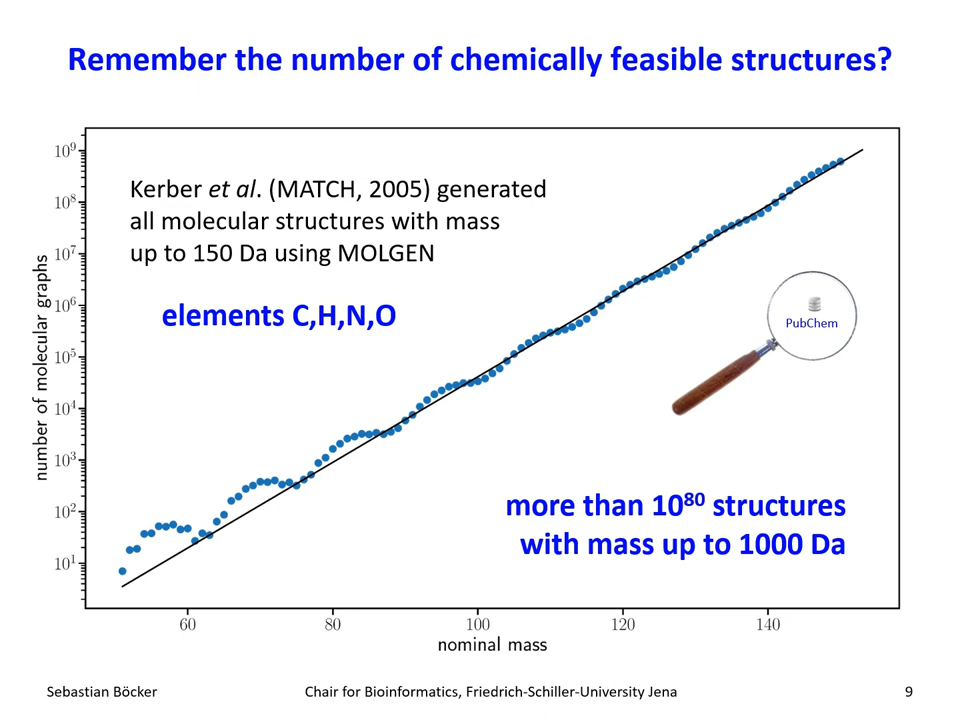 Remember the number of chemically feasible structures?
number of molecular graphs
10⁹
10⁸
10⁷
10⁶
10⁵
10⁴
10³
10²
10¹
Kerber et al. (MATCH, 2005) generated
all molecular structures with mass
up to 150 Da using MOLGEN
elements C,H,N,O
PubChem
more than 10⁸⁰ structures
with mass up to 1000 Da
60 80 100 120 140
nominal mass
Sebastian Böcker Chair for Bioinformatics, Friedrich-Schiller-University Jena 9